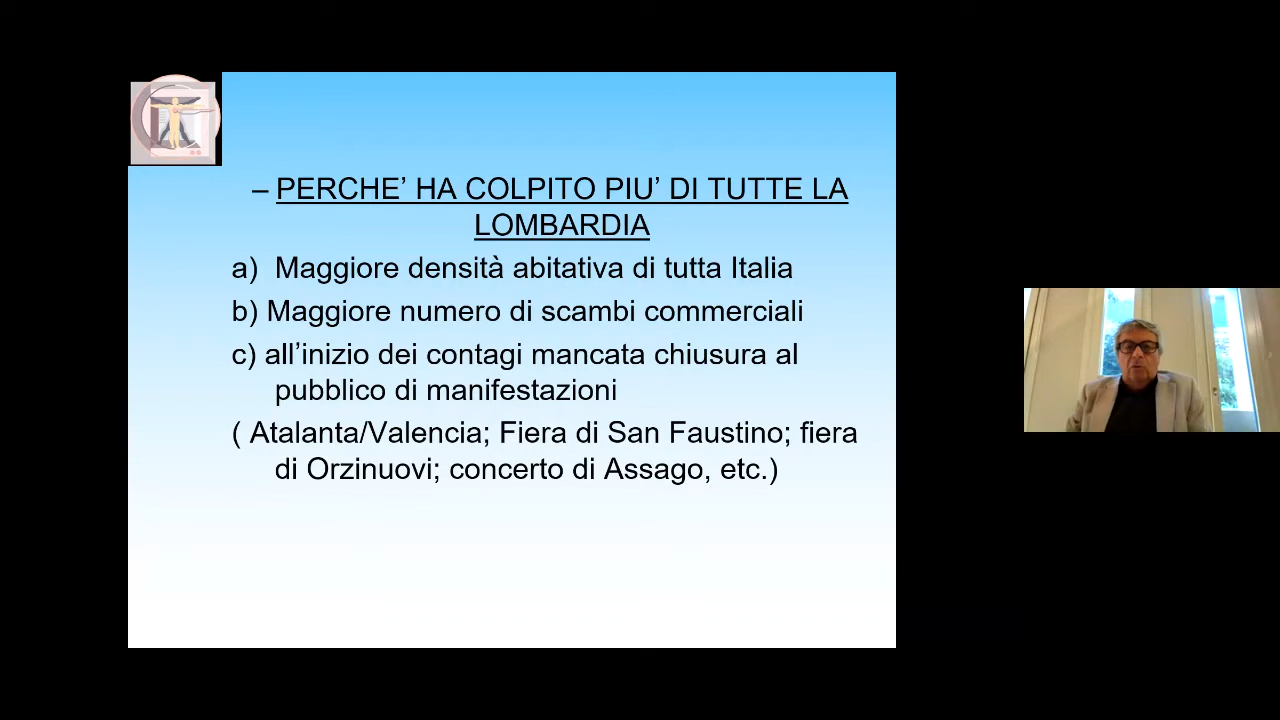 – PERCHE’ HA COLPITO PIU’ DI TUTTE LA
LOMBARDIA
a) Maggiore densità abitativa di tutta Italia
b) Maggiore numero di scambi commerciali
c) all’inizio dei contagi mancata chiusura al
pubblico di manifestazioni
( Atalanta/Valencia; Fiera di San Faustino; fiera
di Orzinuovi; concerto di Assago, etc.)